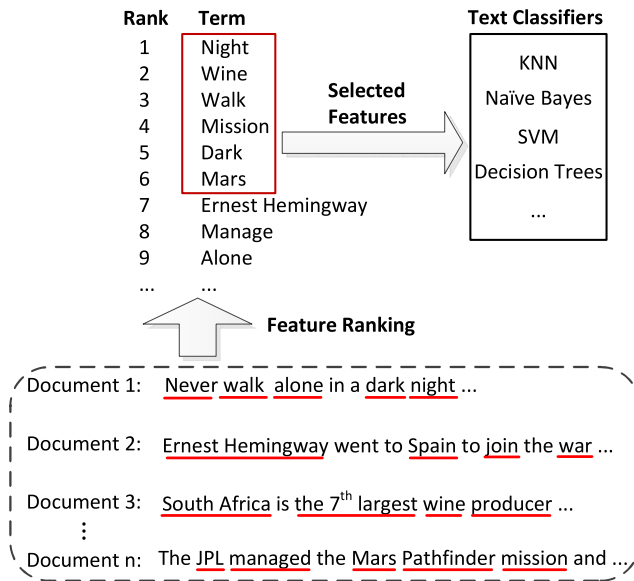 Rank Term
1 Night
2 Wine
3 Walk
4 Mission
5 Dark
6 Mars
7 Ernest Hemingway
8 Manage
9 Alone
... ...
Selected
Features
Text Classifiers
KNN
Naïve Bayes
SVM
Decision Trees
...
Feature Ranking
Document 1: Never walk alone in a dark night ...
Document 2: Ernest Hemingway went to Spain to join the war ...
Document 3: South Africa is the 7th largest wine producer ...
⋮
Document n: The JPL managed the Mars Pathfinder mission and ...